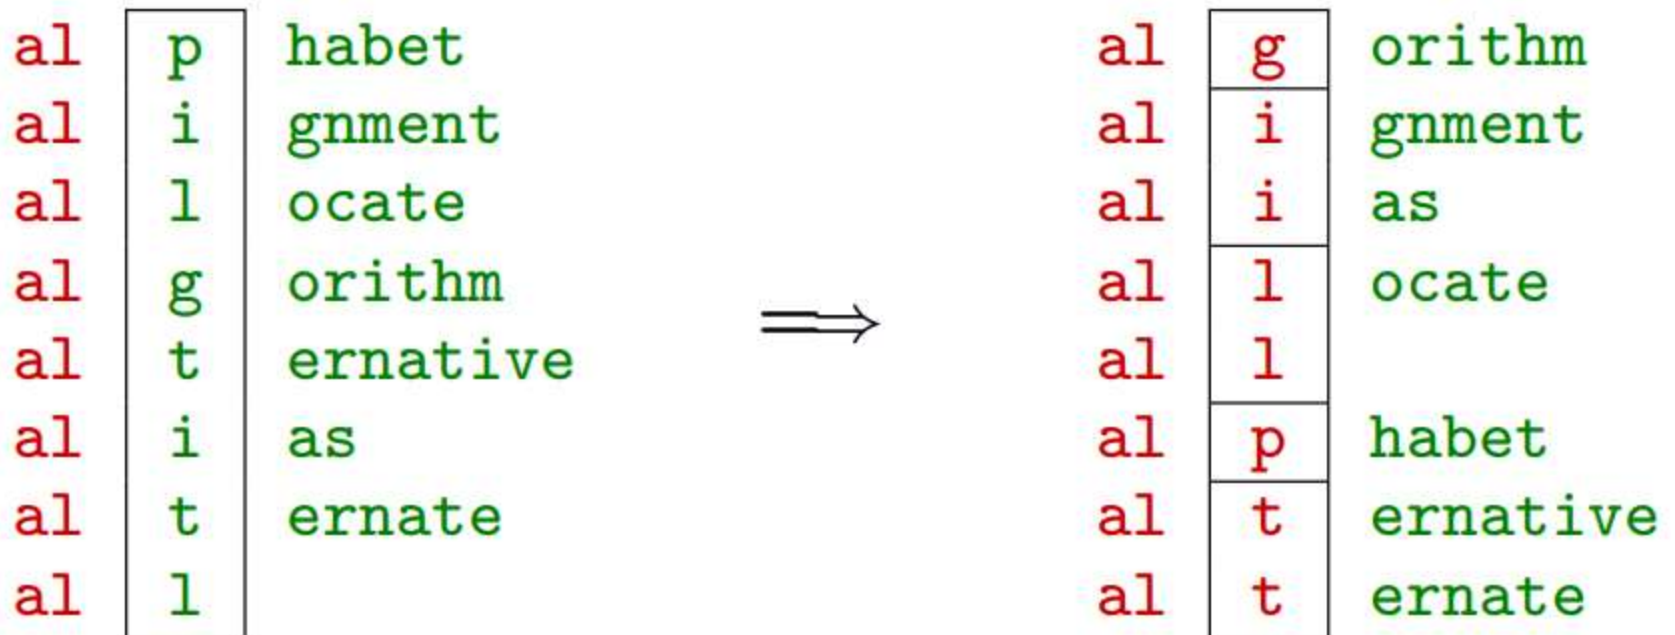 al p habet al g orithm
al i gnment al i gnment
al l ocate al i as
al g orithm al l ocate
al t ernative al l
al i as al p habet
al t ernate al t ernative
al l al t ernate
⟹